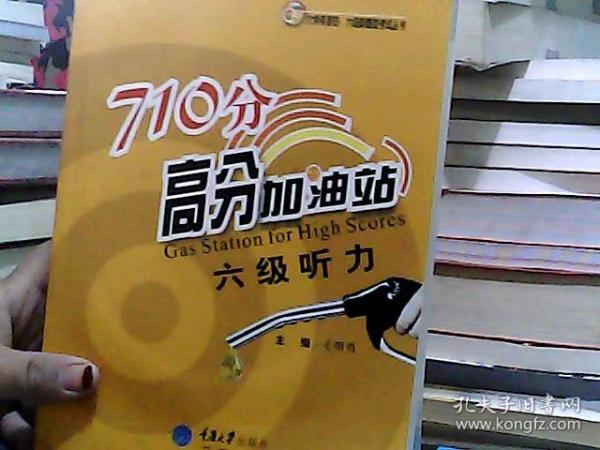 710分
高分加油站
Gas Station for High Scores
六级听力
主 编
重庆大学出版社
孔夫子旧书网
www.kongfz.com